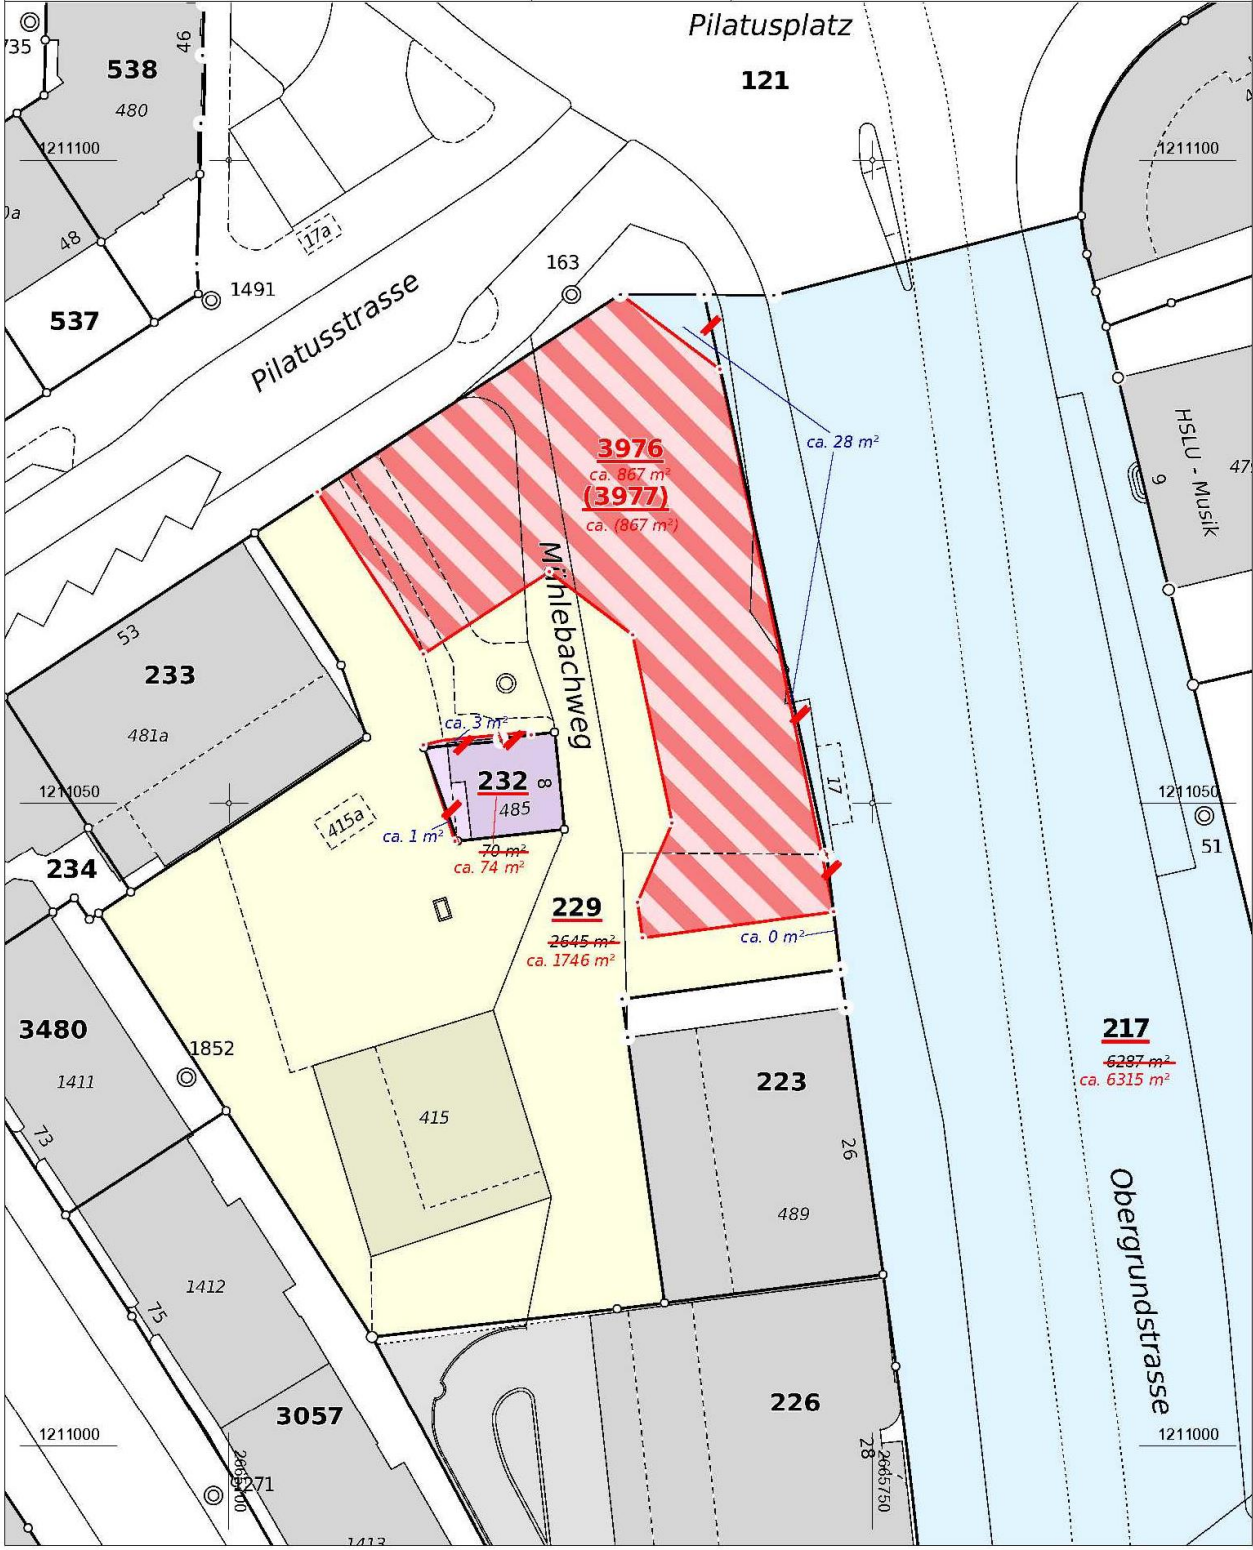 Pilatusplatz
121
735
46
538
480
1211100
1211100
1211100
48
17a
163
1491
537
Pilatusstrasse
3976
ca. 867 m²
(3977)
ca. (867 m²)
ca. 28 m²
HSLU - Musik
9
Mühlebachweg
53
233
481a
ca. 3 m²
232
8
485
17
1211050
1211050
415a
ca. 1 m²
70 m²
ca. 74 m²
51
234
229
2645 m²
ca. 1746 m²
ca. 0 m²
3480
1411
1852
217
6287 m²
ca. 6315 m²
223
415
73
26
489
Obergrundstrasse
1412
75
3057
226
28
1211000
1211000
2665750
1271
1413